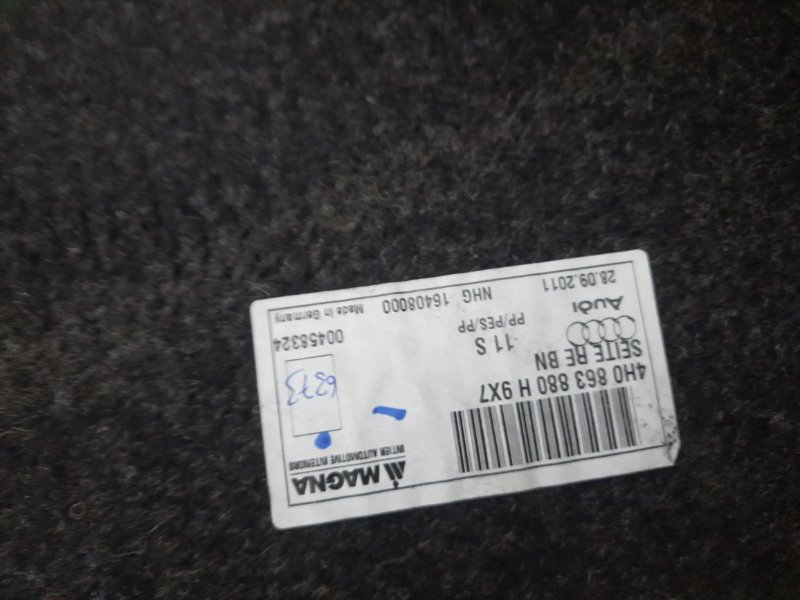 4H0 863 880 H 9X7
SEITE RE BN
Audi
11 S
PP/PES/PP
28.09.2011
NHG 16408000
Made in Germany
MAGNA
INTIER AUTOMOTIVE INTERIORS
6373
00458324